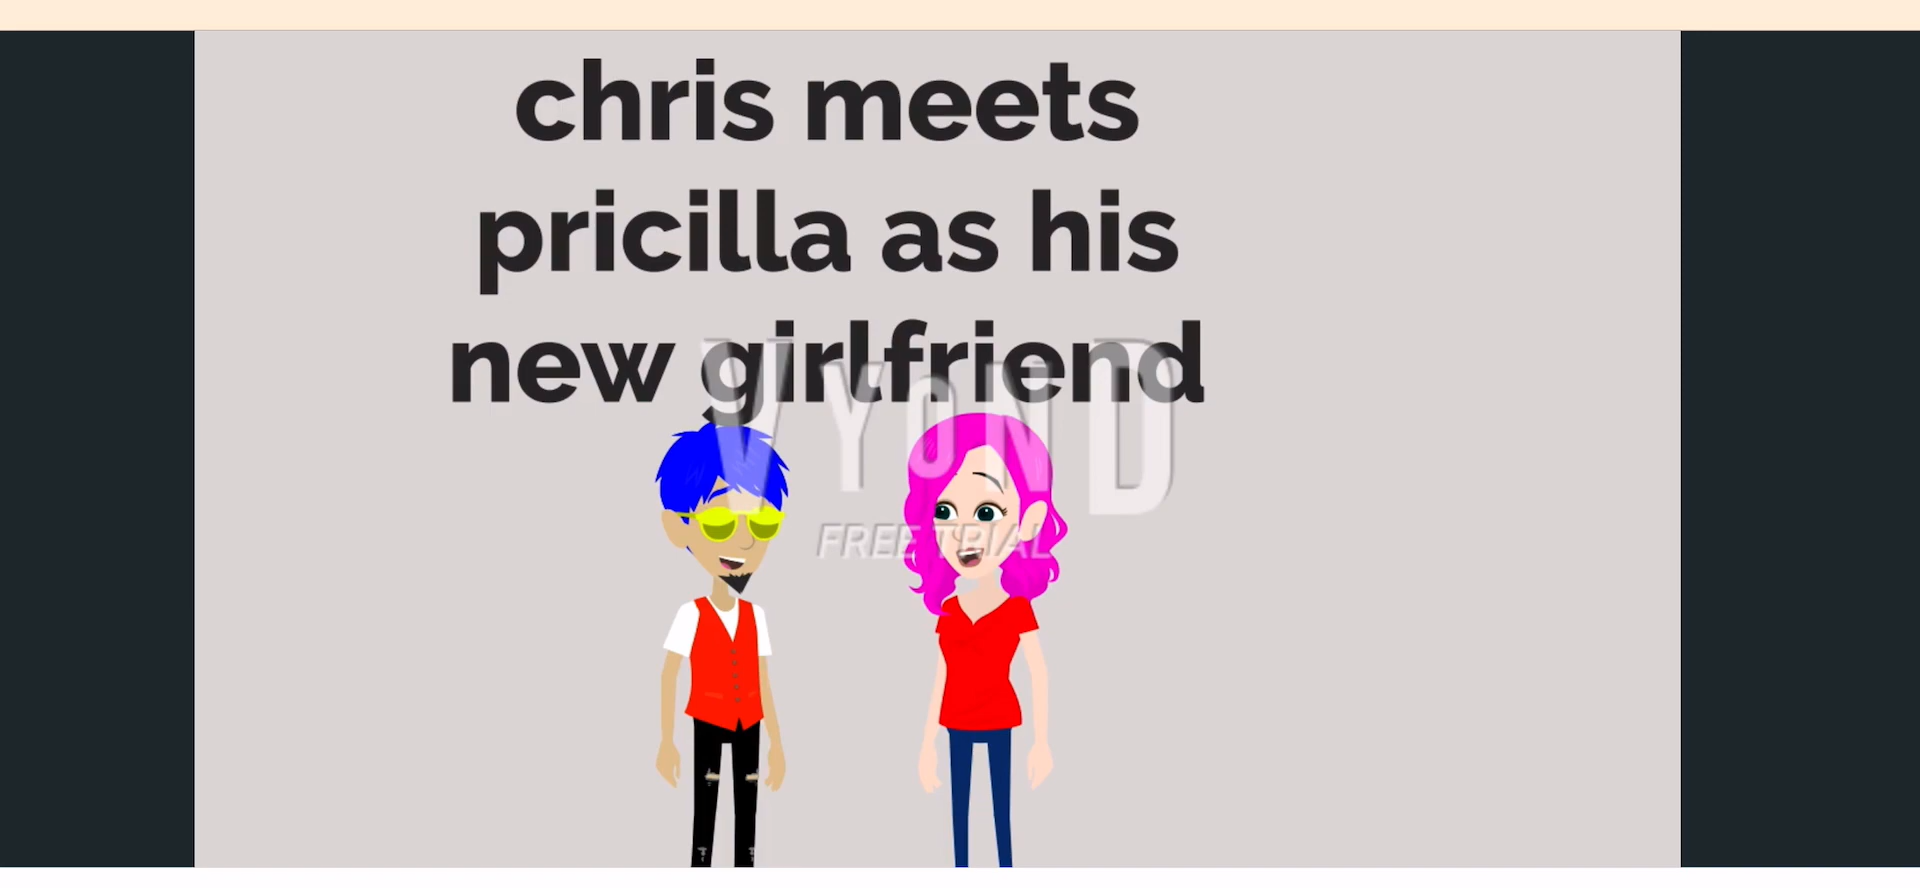 chris meets
pricilla as his
new girlfriend
VYOND
FREE TRIAL